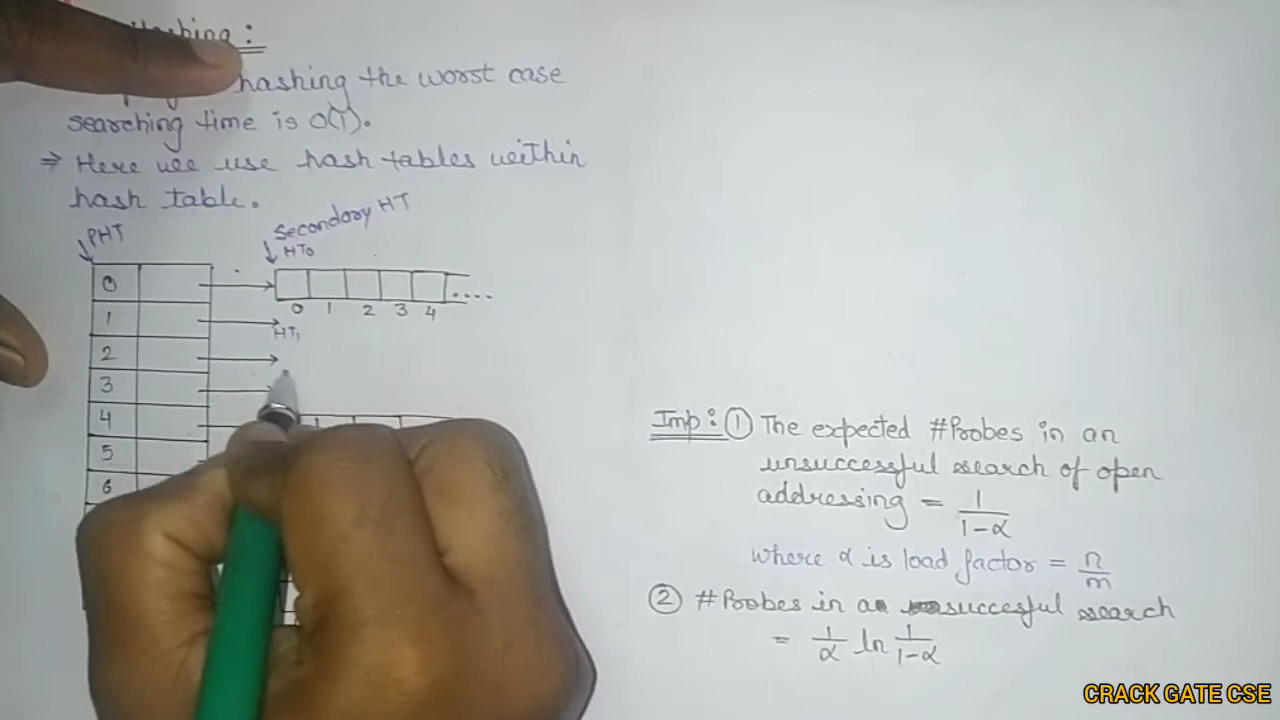 hashing the worst case
searching time is O(1).
⇒ Here we use hash tables within
hash table.
PHT
Secondary HT
HT0
0
1
2
3
4
5
6
0 1 2 3 4
....
HT1
Imp: ① The expected #Probes in an
unsuccessful search of open
addressing = 1/(1-α)
where α is load factor = n/m
② #Probes in a successful search
= 1/α ln 1/(1-α)
CRACK GATE CSE